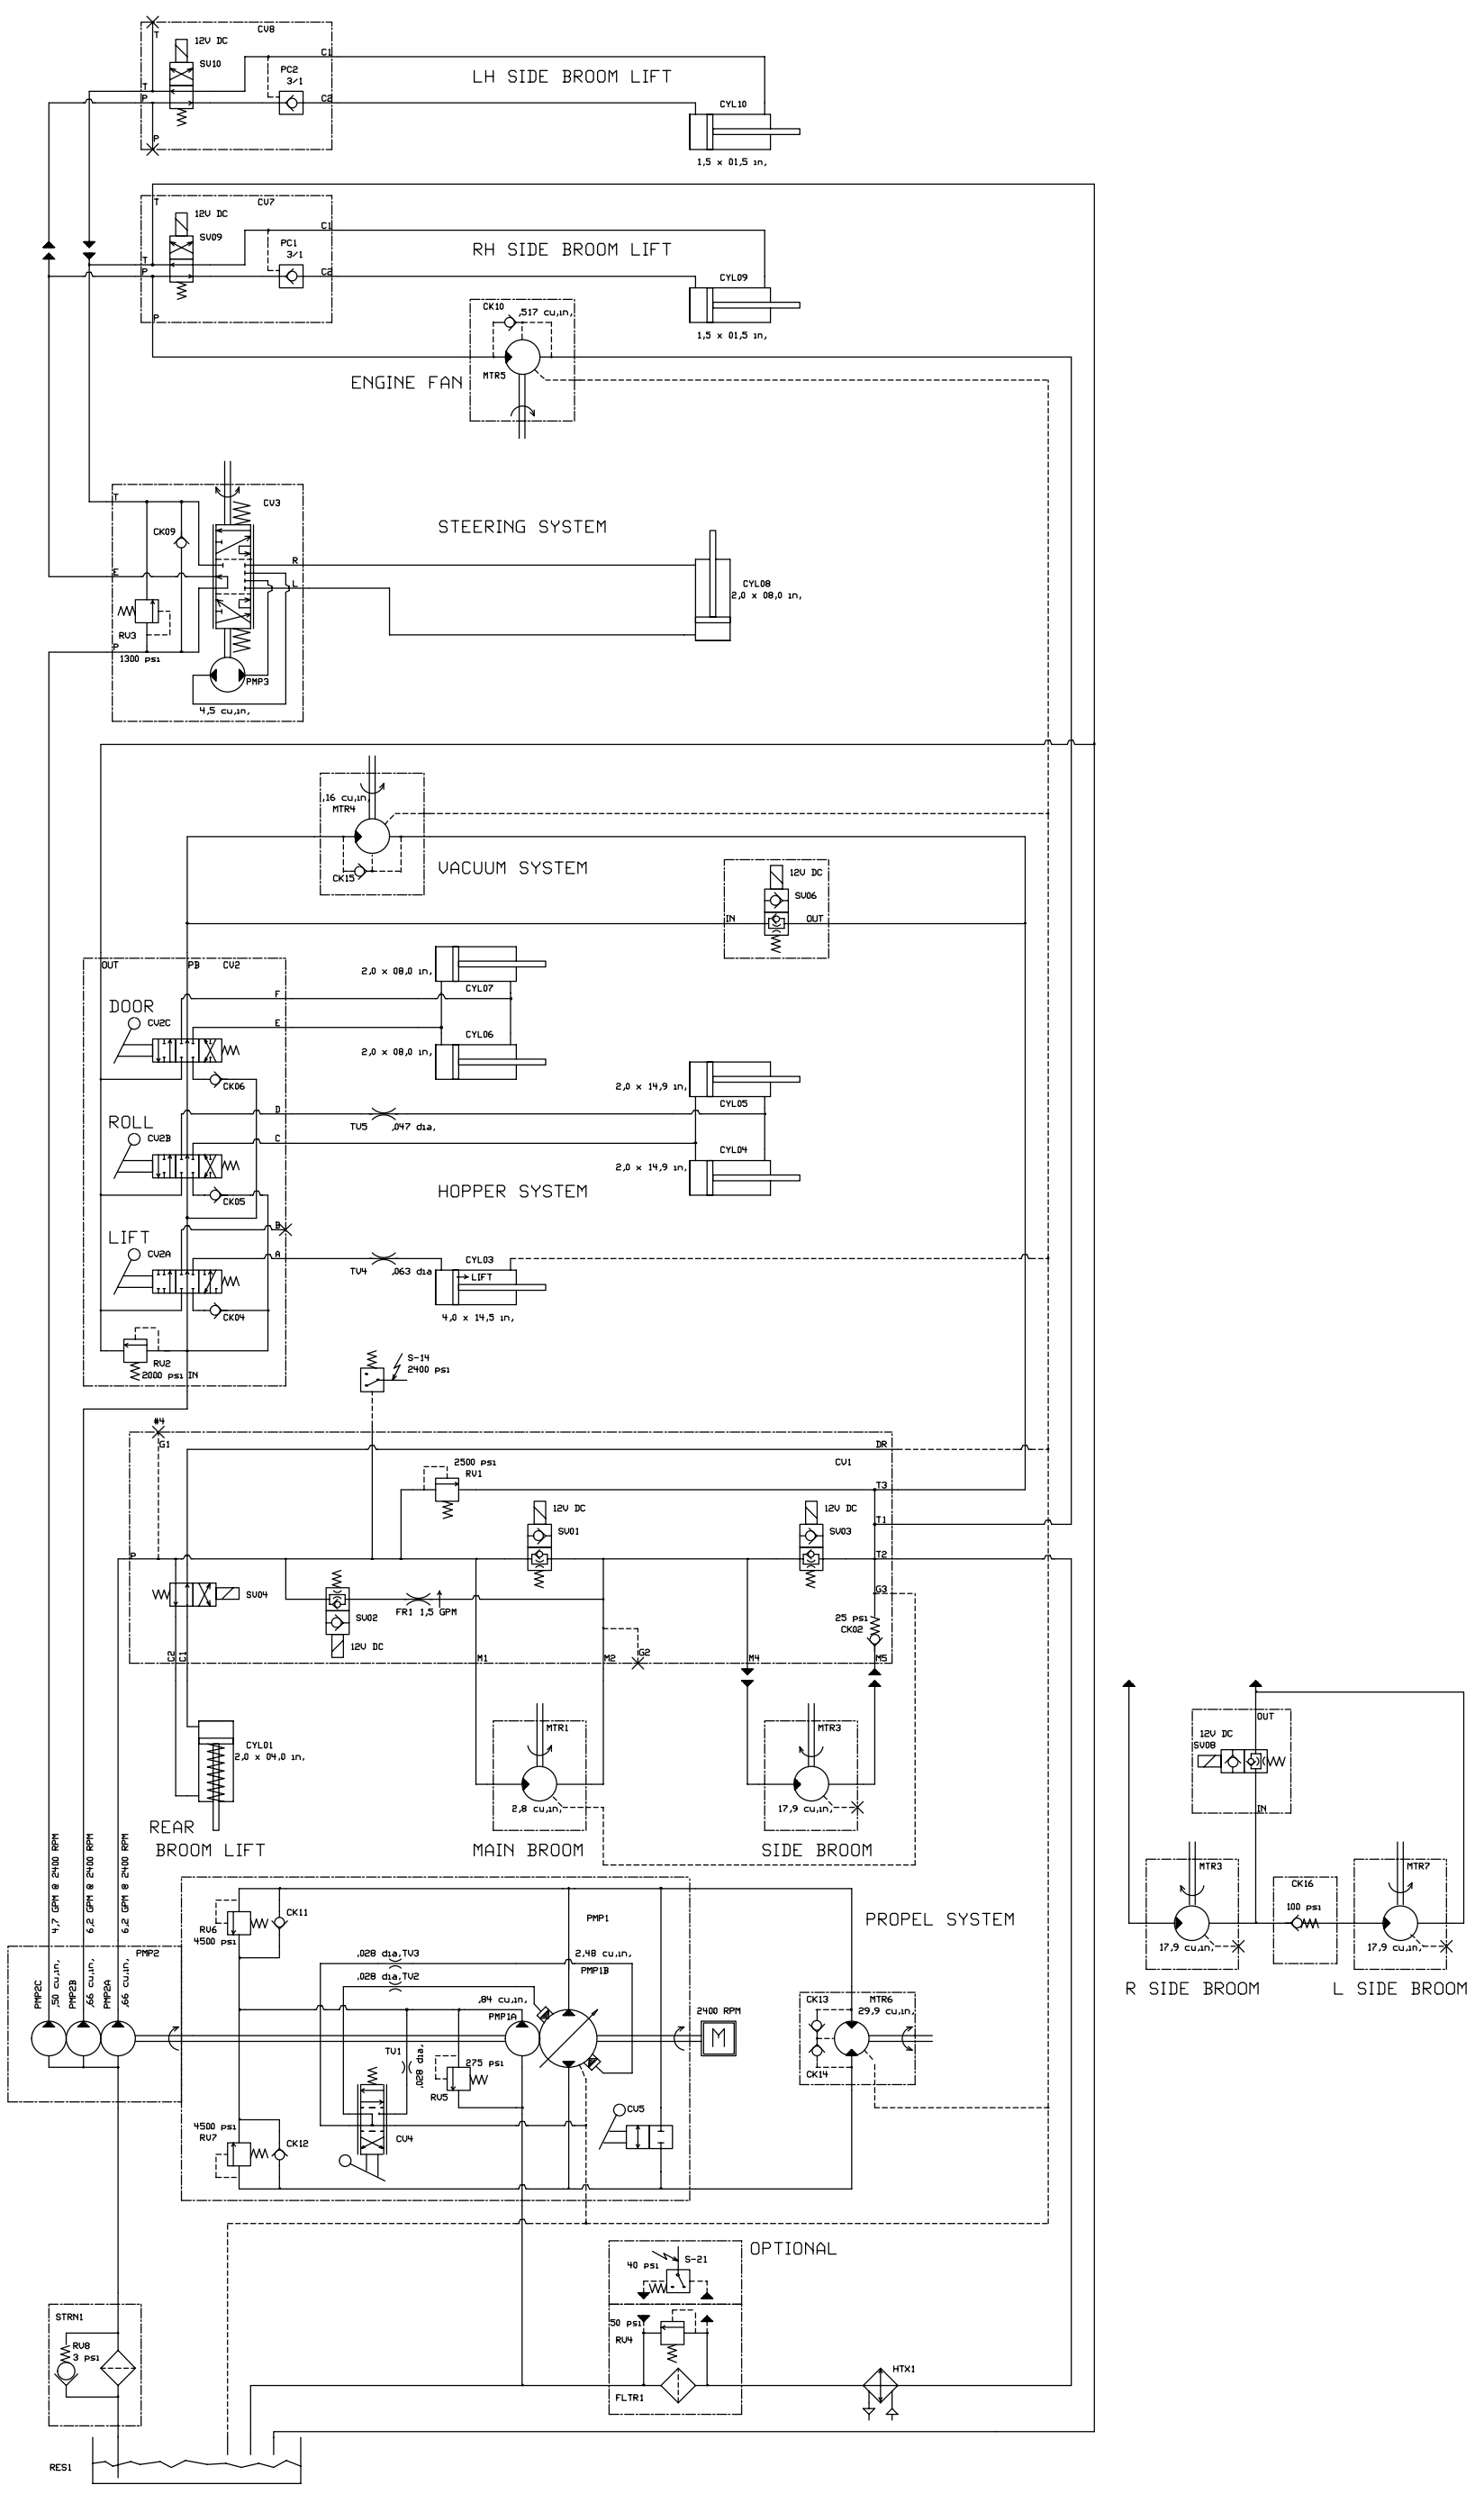 T
CV8
12V DC
SV10
C1
PC2
3/1
LH SIDE BROOM LIFT
T
P
C2
CYL10
P
1,5 x 01,5 in,
T
CV7
12V DC
SV09
C1
PC1
3/1
RH SIDE BROOM LIFT
T
P
C2
CYL09
P
CK10
,517 cu,in,
1,5 x 01,5 in,
MTR5
ENGINE FAN
T
CV3
CK09
STEERING SYSTEM
R
E
L
CYL08
2,0 x 08,0 in,
RV3
P
1300 psi
PMP3
4,5 cu,in,
,16 cu,in,
MTR4
CK15
VACUUM SYSTEM
12V DC
SV06
IN
OUT
OUT
PB
CV2
2,0 x 08,0 in,
CYL07
F
DOOR
CV2C
E
CYL06
2,0 x 08,0 in,
CK06
2,0 x 14,9 in,
CYL05
D
ROLL
TV5
,047 dia,
CV2B
C
CYL04
2,0 x 14,9 in,
CK05
HOPPER SYSTEM
B
LIFT
CV2A
A
CYL03
TV4
,063 dia
LIFT
CK04
4,0 x 14,5 in,
RV2
2000 psi IN
S-14
2400 psi
#4
G1
DR
2500 psi
RV1
CV1
T3
12V DC
SV01
12V DC
SV03
T1
P
T2
SV04
SV02
FR1 1,5 GPM
G3
12V DC
25 psi
CK02
C2
C1
M1
M2
G2
M4
M5
CYL01
2,0 x 04,0 in,
MTR1
MTR3
OUT
12V DC
SV08
IN
2,8 cu,in,
17,9 cu,in,
REAR
BROOM LIFT
MAIN BROOM
SIDE BROOM
MTR3
CK16
MTR7
100 psi
17,9 cu,in,
17,9 cu,in,
R SIDE BROOM
L SIDE BROOM
4,7 GPM @ 2400 RPM
6,2 GPM @ 2400 RPM
6,2 GPM @ 2400 RPM
CK11
RV6
4500 psi
PMP1
PROPEL SYSTEM
PMP2
,028 dia,TV3
2,48 cu,in,
PMP1B
,028 dia,TV2
PMP2C
,50 cu,in,
PMP2B
,66 cu,in,
PMP2A
,66 cu,in,
,84 cu,in,
PMP1A
2400 RPM
M
CK13
MTR6
29,9 cu,in,
TV1
,028 dia,
275 psi
RV5
CK14
CV5
4500 psi
RV7
CK12
CV4
OPTIONAL
40 psi
S-21
STRN1
RV8
3 psi
50 psi
RV4
FLTR1
HTX1
RES1